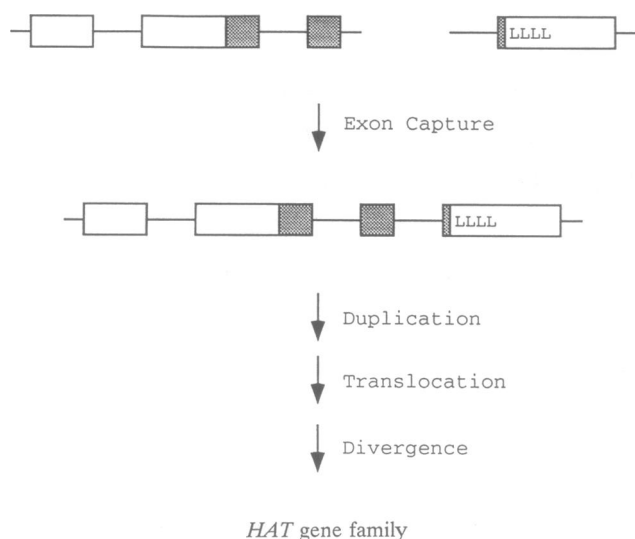 LLLL
Exon Capture
LLLL
Duplication
Translocation
Divergence
HAT gene family